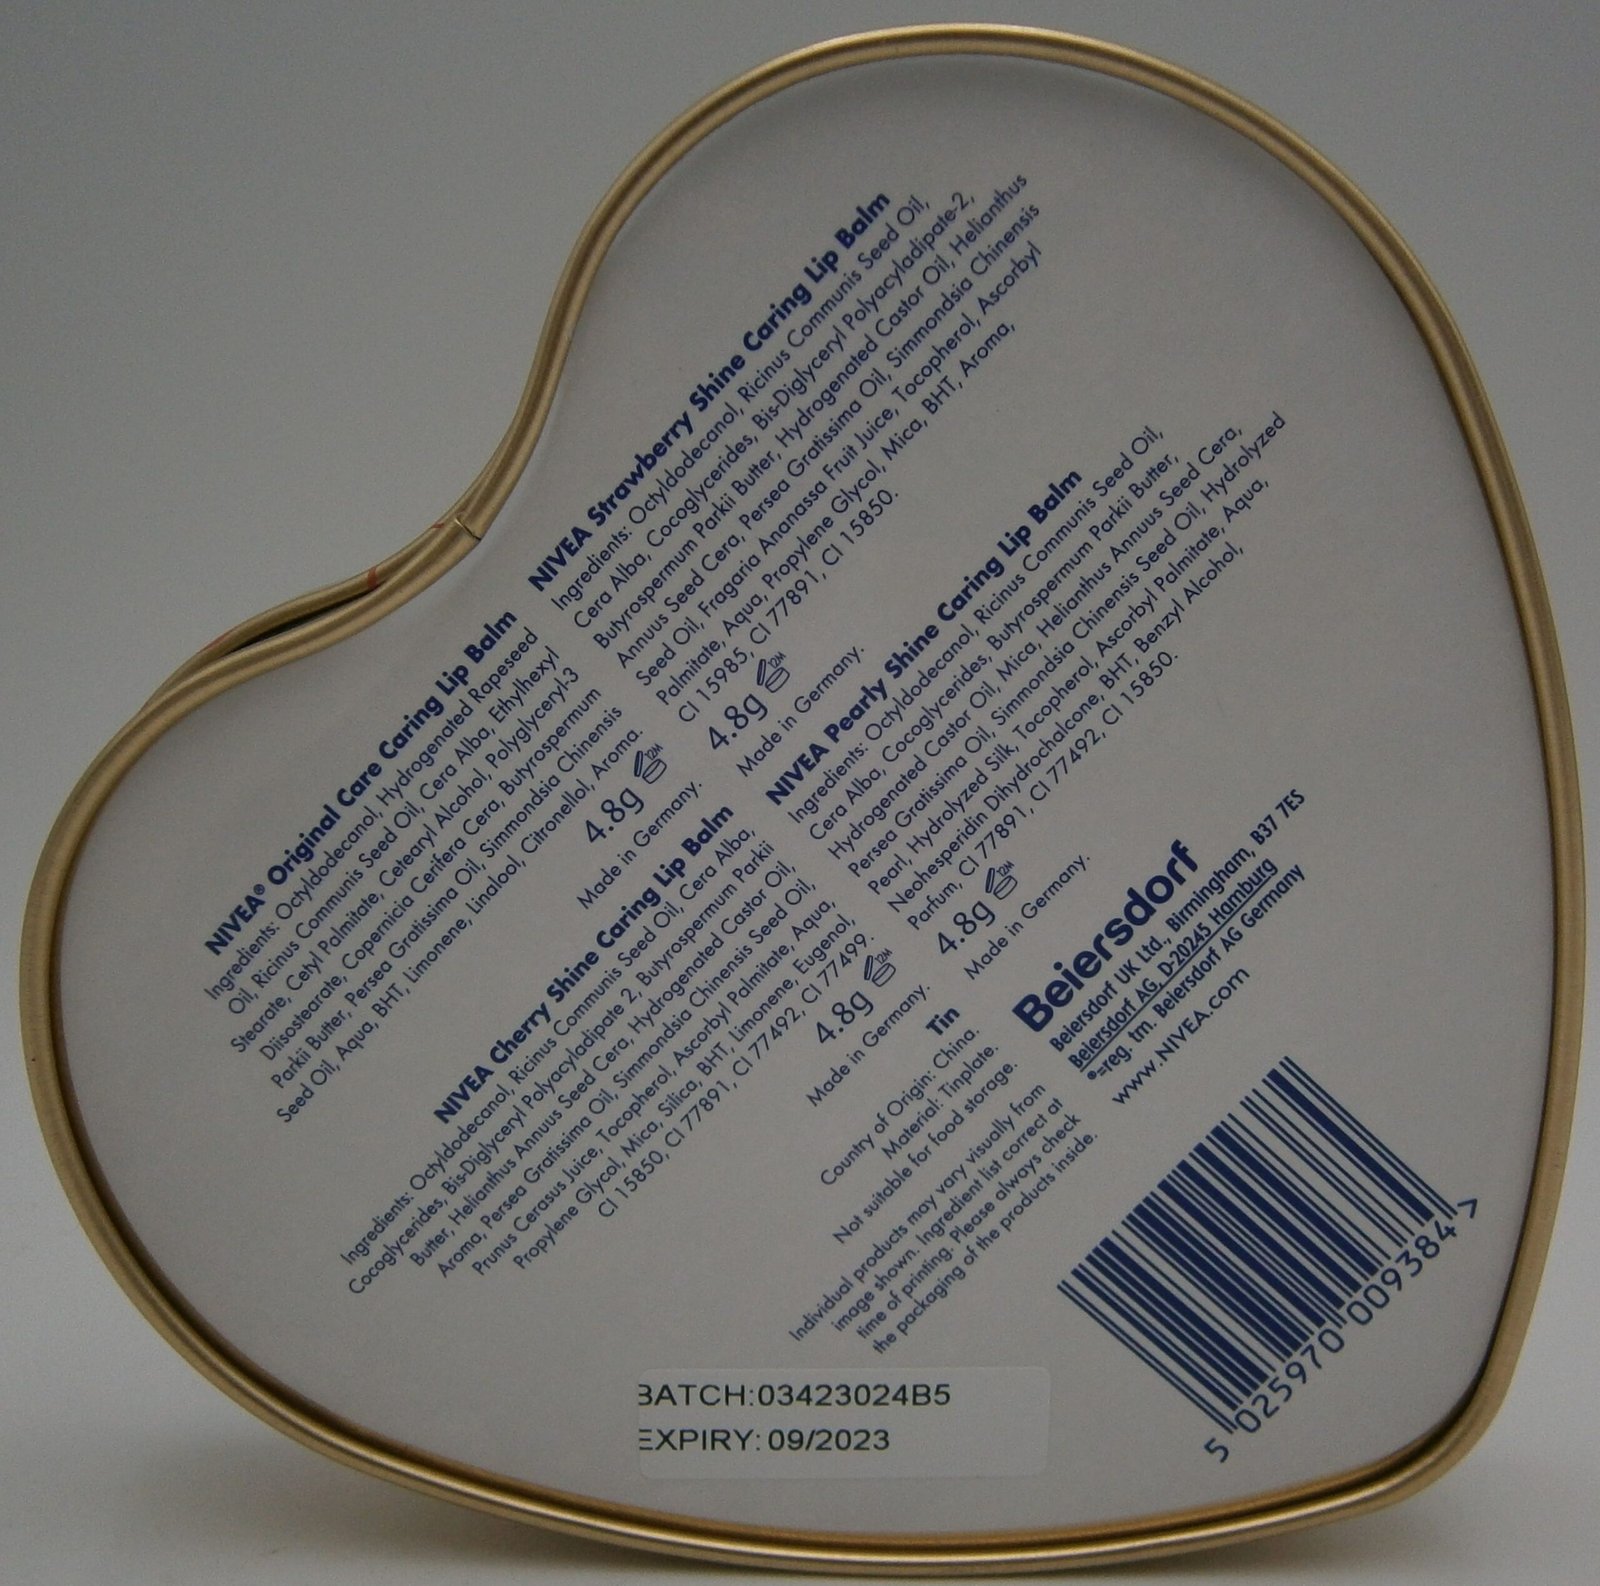 NIVEA® Original Care Caring Lip Balm
Ingredients: Octyldodecanol, Hydrogenated Rapeseed
Oil, Ricinus Communis Seed Oil, Cera Alba, Ethylhexyl
Stearate, Cetyl Palmitate, Cetearyl Alcohol, Polyglyceryl-3
Diisostearate, Copernicia Cerifera Cera, Butyrospermum
Parkii Butter, Persea Gratissima Oil, Simmondsia Chinensis
Seed Oil, Aqua, BHT, Limonene, Linalool, Citronellol, Aroma.
4.8g 12M
Made in Germany.
NIVEA Strawberry Shine Caring Lip Balm
Ingredients: Octyldodecanol, Ricinus Communis Seed Oil,
Cera Alba, Cocoglycerides, Bis-Diglyceryl Polyacyladipate-2,
Butyrospermum Parkii Butter, Hydrogenated Castor Oil, Helianthus
Annuus Seed Cera, Persea Gratissima Oil, Simmondsia Chinensis
Seed Oil, Fragaria Ananassa Fruit Juice, Tocopherol, Ascorbyl
Palmitate, Aqua, Propylene Glycol, Mica, BHT, Aroma,
CI 15985, CI 77891, CI 15850.
4.8g 12M
Made in Germany.
NIVEA Cherry Shine Caring Lip Balm
Ingredients: Octyldodecanol, Ricinus Communis Seed Oil, Cera Alba,
Cocoglycerides, Bis-Diglyceryl Polyacyladipate 2, Butyrospermum Parkii
Butter, Helianthus Annuus Seed Cera, Hydrogenated Castor Oil,
Aroma, Persea Gratissima Oil, Simmondsia Chinensis Seed Oil,
Prunus Cerasus Juice, Tocopherol, Ascorbyl Palmitate, Aqua,
Propylene Glycol, Mica, Silica, BHT, Limonene, Eugenol,
CI 15850, CI 77891, CI 77492, CI 77499.
4.8g 12M
Made in Germany.
NIVEA Pearly Shine Caring Lip Balm
Ingredients: Octyldodecanol, Ricinus Communis Seed Oil,
Cera Alba, Cocoglycerides, Butyrospermum Parkii Butter,
Hydrogenated Castor Oil, Mica, Helianthus Annuus Seed Cera,
Persea Gratissima Oil, Simmondsia Chinensis Seed Oil, Hydrolyzed
Pearl, Hydrolyzed Silk, Tocopherol, Ascorbyl Palmitate, Aqua,
Neohesperidin Dihydrochalcone, BHT, Benzyl Alcohol,
Parfum, CI 77891, CI 77492, CI 15850.
4.8g 12M
Made in Germany.
Tin
Country of Origin: China.
Material: Tinplate.
Not suitable for food storage.
Individual products may vary visually from
image shown. Ingredient list correct at
time of printing. Please always check
the packaging of the products inside.
Beiersdorf
Beiersdorf UK Ltd., Birmingham, B37 7ES
Beiersdorf AG, D-20245 Hamburg
®=reg. tm. Beiersdorf AG Germany
www.NIVEA.com
5 025970 009384 >
BATCH:03423024B5
EXPIRY: 09/2023